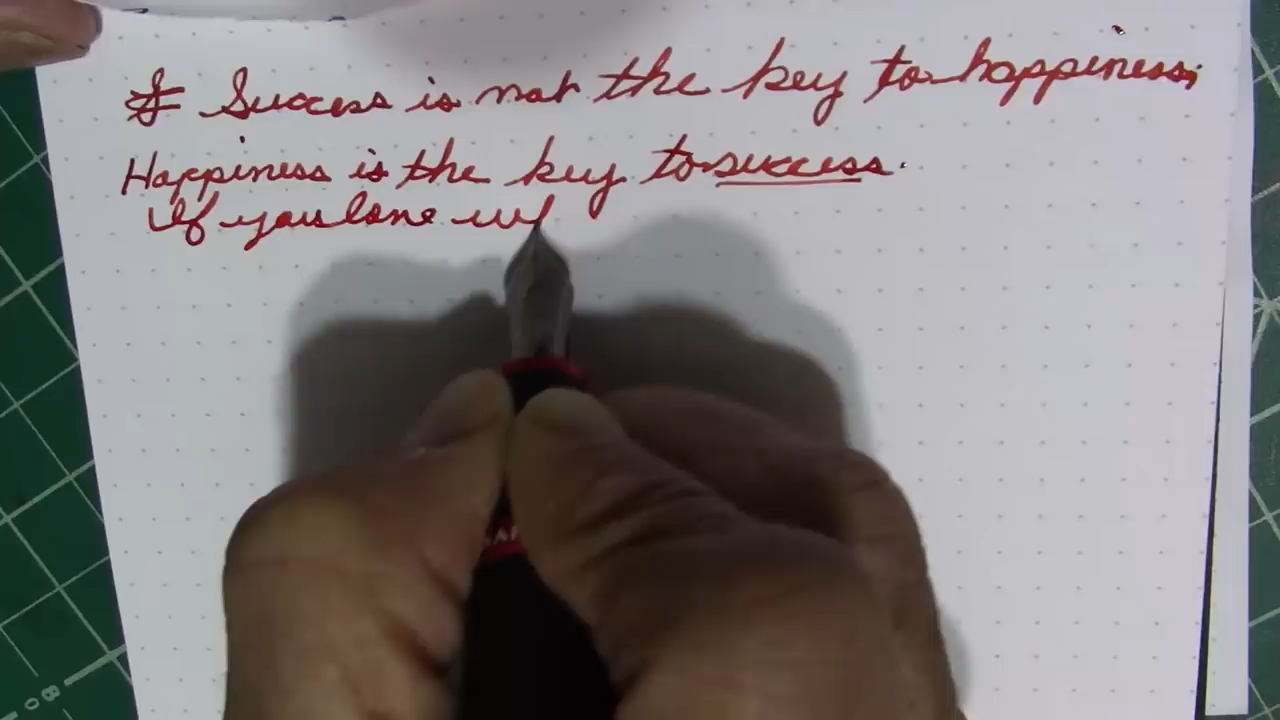 Success is not the key to happiness;
Happiness is the key to success.
If you love w